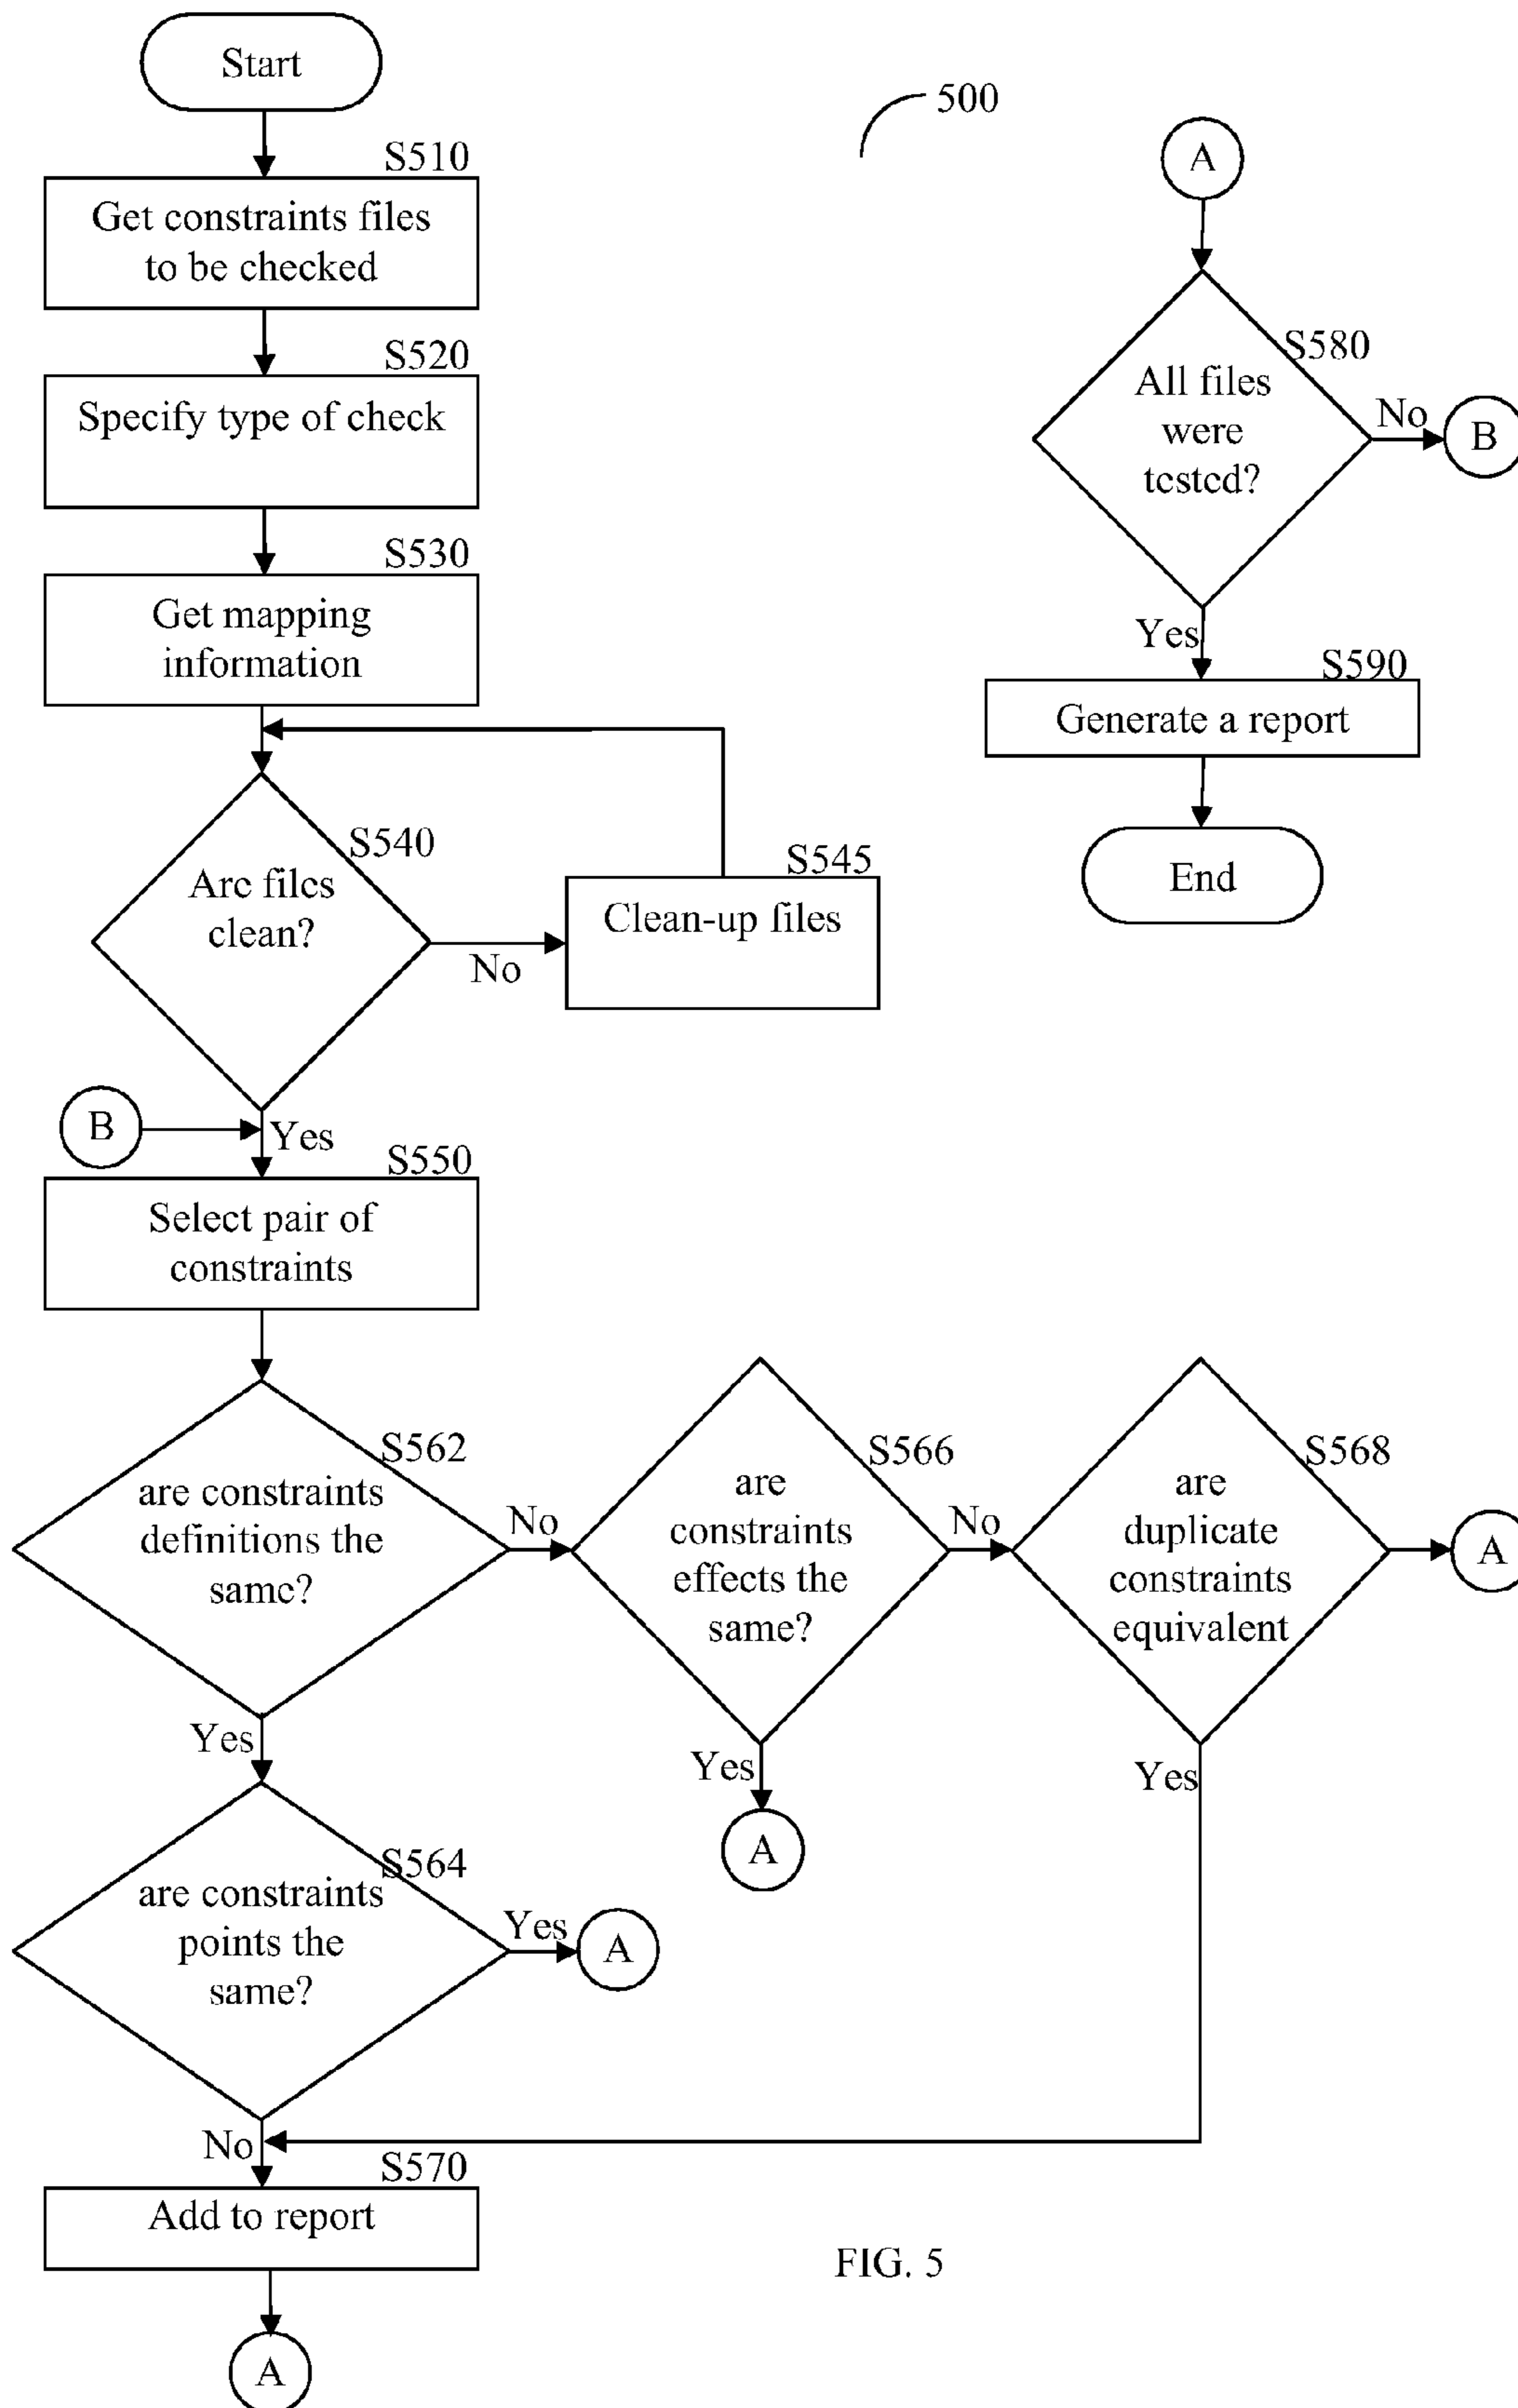 Start
S510
Get constraints files
to be checked
S520
Specify type of check
S530
Get mapping
information
S540
Are files
clean?
No
S545
Clean-up files
B
Yes
S550
Select pair of
constraints
S562
are constraints
definitions the
same?
No
S566
are
constraints
effects the
same?
No
S568
are
duplicate
constraints
equivalent
A
Yes
Yes
A
Yes
S564
are constraints
points the
same?
Yes
A
No
S570
Add to report
A
500
A
S580
All files
were
tested?
No
B
Yes
S590
Generate a report
End
FIG. 5